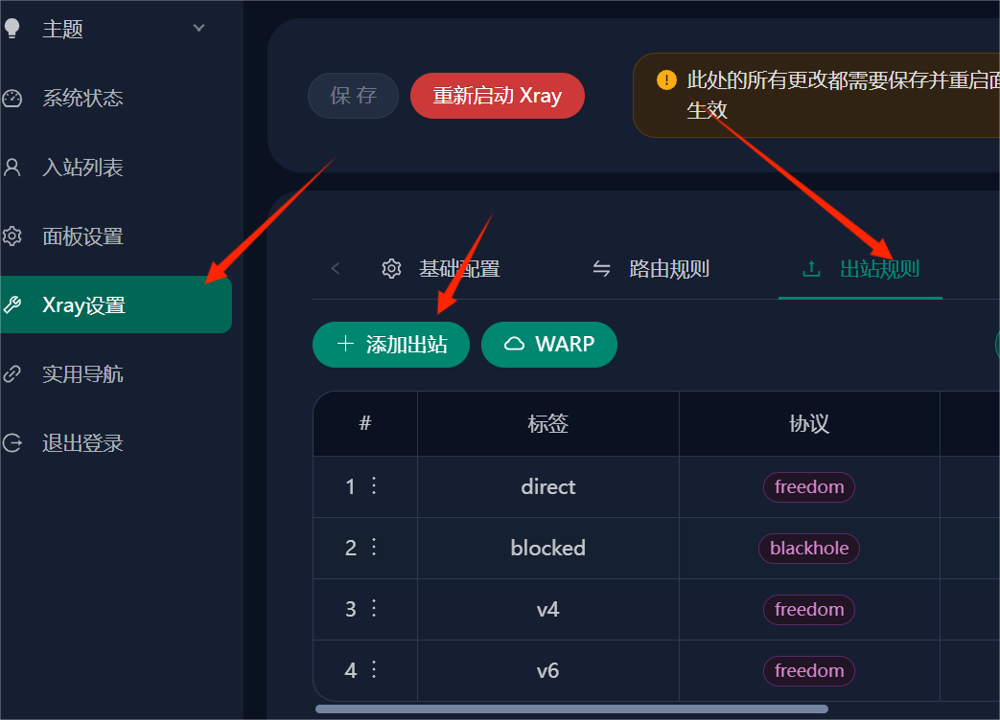 主题
系统状态
入站列表
面板设置
Xray设置
实用导航
退出登录
保存
重新启动 Xray
此处的所有更改都需要保存并重启面
生效
基础配置
路由规则
出站规则
添加出站
WARP
# 标签 协议
1 direct freedom
2 blocked blackhole
3 v4 freedom
4 v6 freedom